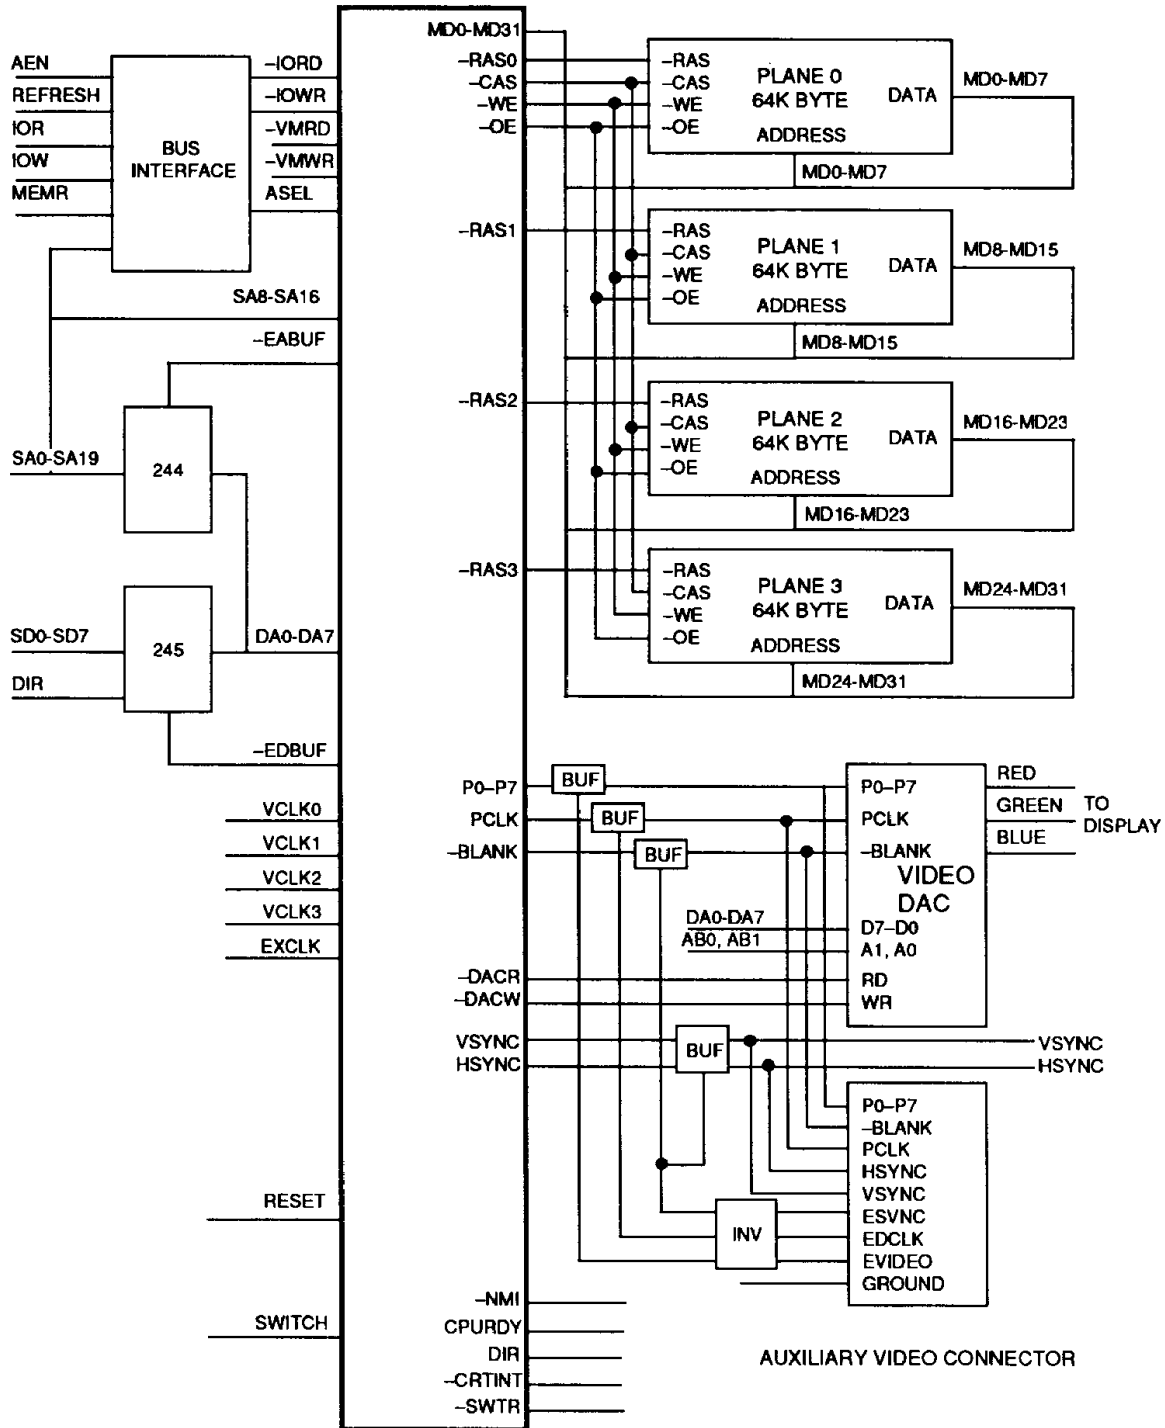 AEN
REFRESH
IOR
IOW
MEMR
BUS
INTERFACE
–IORD
–IOWR
–VMRD
–VMWR
ASEL
SA8-SA16
–EABUF
SA0-SA19
244
SD0-SD7
245
DA0-DA7
DIR
–EDBUF
VCLK0
VCLK1
VCLK2
VCLK3
EXCLK
RESET
SWITCH
MD0-MD31
–RAS0
–CAS
–WE
–OE
–RAS1
–RAS2
–RAS3
P0–P7
PCLK
–BLANK
–DACR
–DACW
VSYNC
HSYNC
–NMI
CPURDY
DIR
–CRTINT
–SWTR
–RAS
–CAS
–WE
–OE
PLANE 0
64K BYTE
DATA
ADDRESS
MD0-MD7
MD0-MD7
–RAS
–CAS
–WE
–OE
PLANE 1
64K BYTE
DATA
ADDRESS
MD8-MD15
MD8-MD15
–RAS
–CAS
–WE
–OE
PLANE 2
64K BYTE
DATA
ADDRESS
MD16-MD23
MD16-MD23
–RAS
–CAS
–WE
–OE
PLANE 3
64K BYTE
DATA
ADDRESS
MD24-MD31
MD24-MD31
BUF
BUF
BUF
P0–P7
PCLK
–BLANK
VIDEO
DAC
DA0-DA7
AB0, AB1
D7–D0
A1, A0
RD
WR
RED
GREEN
BLUE
TO
DISPLAY
BUF
VSYNC
HSYNC
P0–P7
–BLANK
PCLK
HSYNC
VSYNC
ESVNC
EDCLK
EVIDEO
GROUND
INV
AUXILIARY VIDEO CONNECTOR